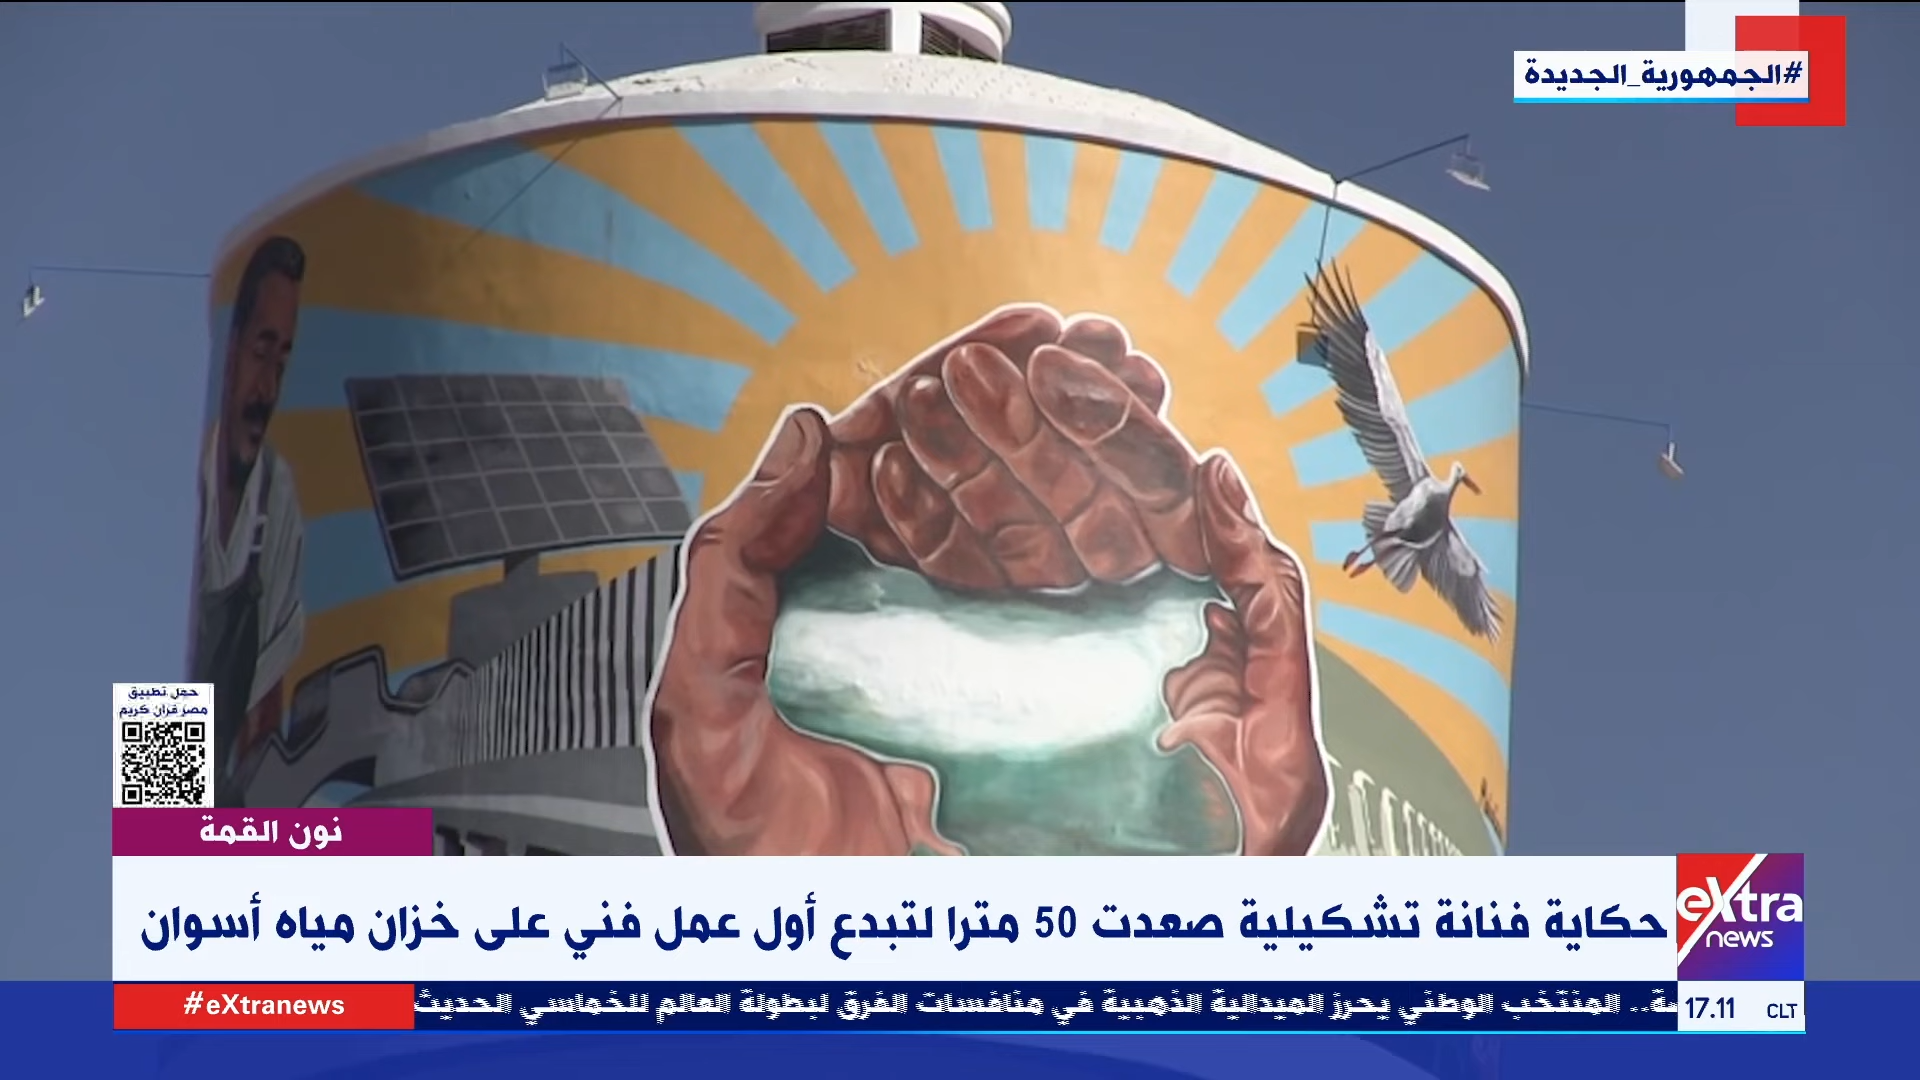 #الجمهورية_الجديدة
حمل تطبيق
مصر قرآن كريم
نون القمة
حكاية فنانة تشكيلية صعدت 50 مترا لتبدع أول عمل فني على خزان مياه أسوان
eXtra
news
#eXtranews
المنتخب الوطني يحرز الميدالية الذهبية في منافسات الفرق لبطولة العالم للخماسي الحديث
17.11 CLT